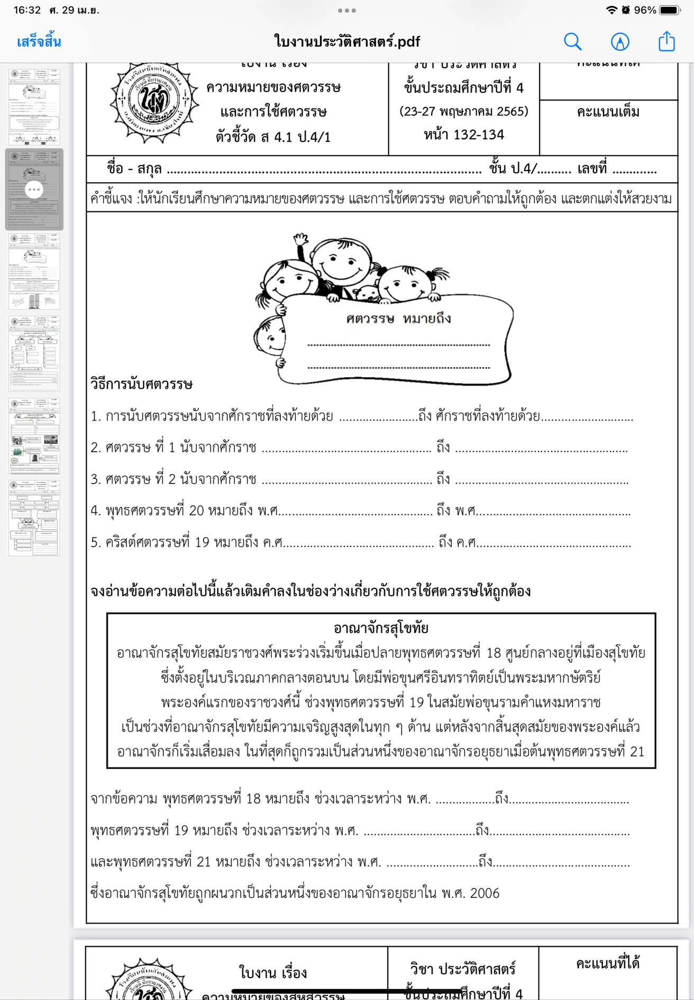 16:32 ศ. 29 เม.ย.
96%
เสร็จสิ้น
ใบงานประวัติศาสตร์.pdf
ใบงาน เรื่อง
ความหมายของศตวรรษ
และการใช้ศตวรรษ
ตัวชี้วัด ส 4.1 ป.4/1
วิชา ประวัติศาสตร์
ชั้นประถมศึกษาปีที่ 4
(23-27 พฤษภาคม 2565)
หน้า 132-134
คะแนนที่ได้
คะแนนเต็ม
ชื่อ - สกุล ........................................................................................... ชั้น ป.4/.......... เลขที่ .............
คำชี้แจง :ให้นักเรียนศึกษาความหมายของศตวรรษ และการใช้ศตวรรษ ตอบคำถามให้ถูกต้อง และตกแต่งให้สวยงาม
ศตวรรษ หมายถึง
..........................................................
..........................................................
วิธีการนับศตวรรษ
1. การนับศตวรรษนับจากศักราชที่ลงท้ายด้วย .......................ถึง ศักราชที่ลงท้ายด้วย...........................
2. ศตวรรษ ที่ 1 นับจากศักราช .................................................. ถึง ...................................................
3. ศตวรรษ ที่ 2 นับจากศักราช .................................................. ถึง ...................................................
4. พุทธศตวรรษที่ 20 หมายถึง พ.ศ............................................. ถึง พ.ศ.............................................
5. คริสต์ศตวรรษที่ 19 หมายถึง ค.ศ............................................ ถึง ค.ศ.............................................
จงอ่านข้อความต่อไปนี้แล้วเติมคำลงในช่องว่างเกี่ยวกับการใช้ศตวรรษให้ถูกต้อง
อาณาจักรสุโขทัย
อาณาจักรสุโขทัยสมัยราชวงศ์พระร่วงเริ่มขึ้นเมื่อปลายพุทธศตวรรษที่ 18 ศูนย์กลางอยู่ที่เมืองสุโขทัย
ซึ่งตั้งอยู่ในบริเวณภาคกลางตอนบน โดยมีพ่อขุนศรีอินทราทิตย์เป็นพระมหากษัตริย์
พระองค์แรกของราชวงศ์นี้ ช่วงพุทธศตวรรษที่ 19 ในสมัยพ่อขุนรามคำแหงมหาราช
เป็นช่วงที่อาณาจักรสุโขทัยมีความเจริญสูงสุดในทุก ๆ ด้าน แต่หลังจากสิ้นสุดสมัยของพระองค์แล้ว
อาณาจักรก็เริ่มเสื่อมลง ในที่สุดก็ถูกรวมเป็นส่วนหนึ่งของอาณาจักรอยุธยาเมื่อต้นพุทธศตวรรษที่ 21
จากข้อความ พุทธศตวรรษที่ 18 หมายถึง ช่วงเวลาระหว่าง พ.ศ. .................ถึง...................................
พุทธศตวรรษที่ 19 หมายถึง ช่วงเวลาระหว่าง พ.ศ. .................................ถึง.........................................
และพุทธศตวรรษที่ 21 หมายถึง ช่วงเวลาระหว่าง พ.ศ. ...........................ถึง........................................
ซึ่งอาณาจักรสุโขทัยถูกผนวกเป็นส่วนหนึ่งของอาณาจักรอยุธยาใน พ.ศ. 2006
ใบงาน เรื่อง
ความหมายของสหสวรรษ
วิชา ประวัติศาสตร์
ชั้นประถมศึกษาปีที่ 4
คะแนนที่ได้